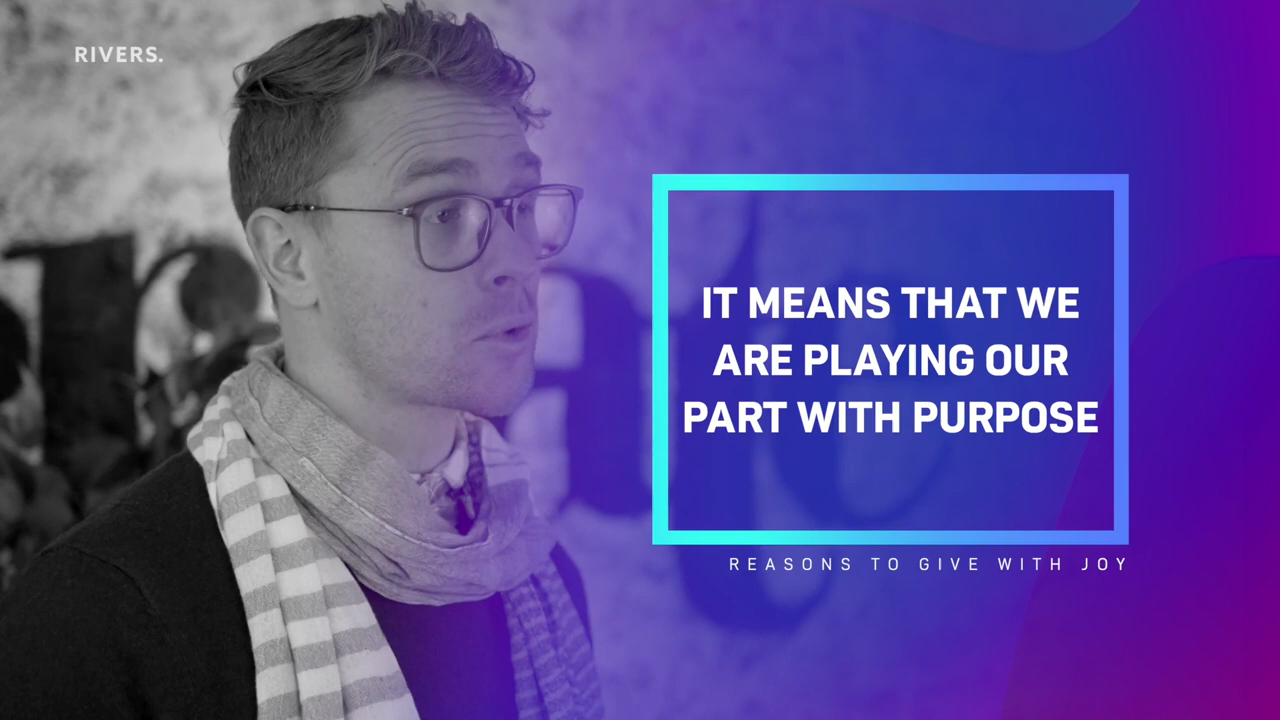 RIVERS.
IT MEANS THAT WE
ARE PLAYING OUR
PART WITH PURPOSE
REASONS TO GIVE WITH JOY